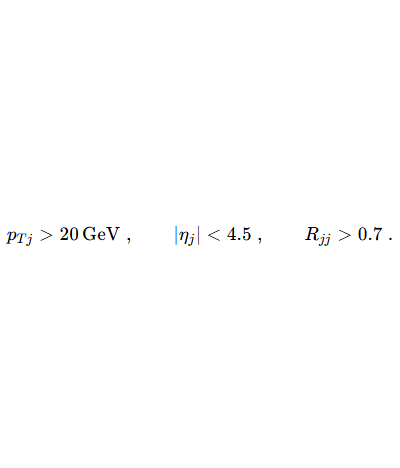 p_{Tj} > 20 GeV , |η_j| < 4.5 , R_{jj} > 0.7 .